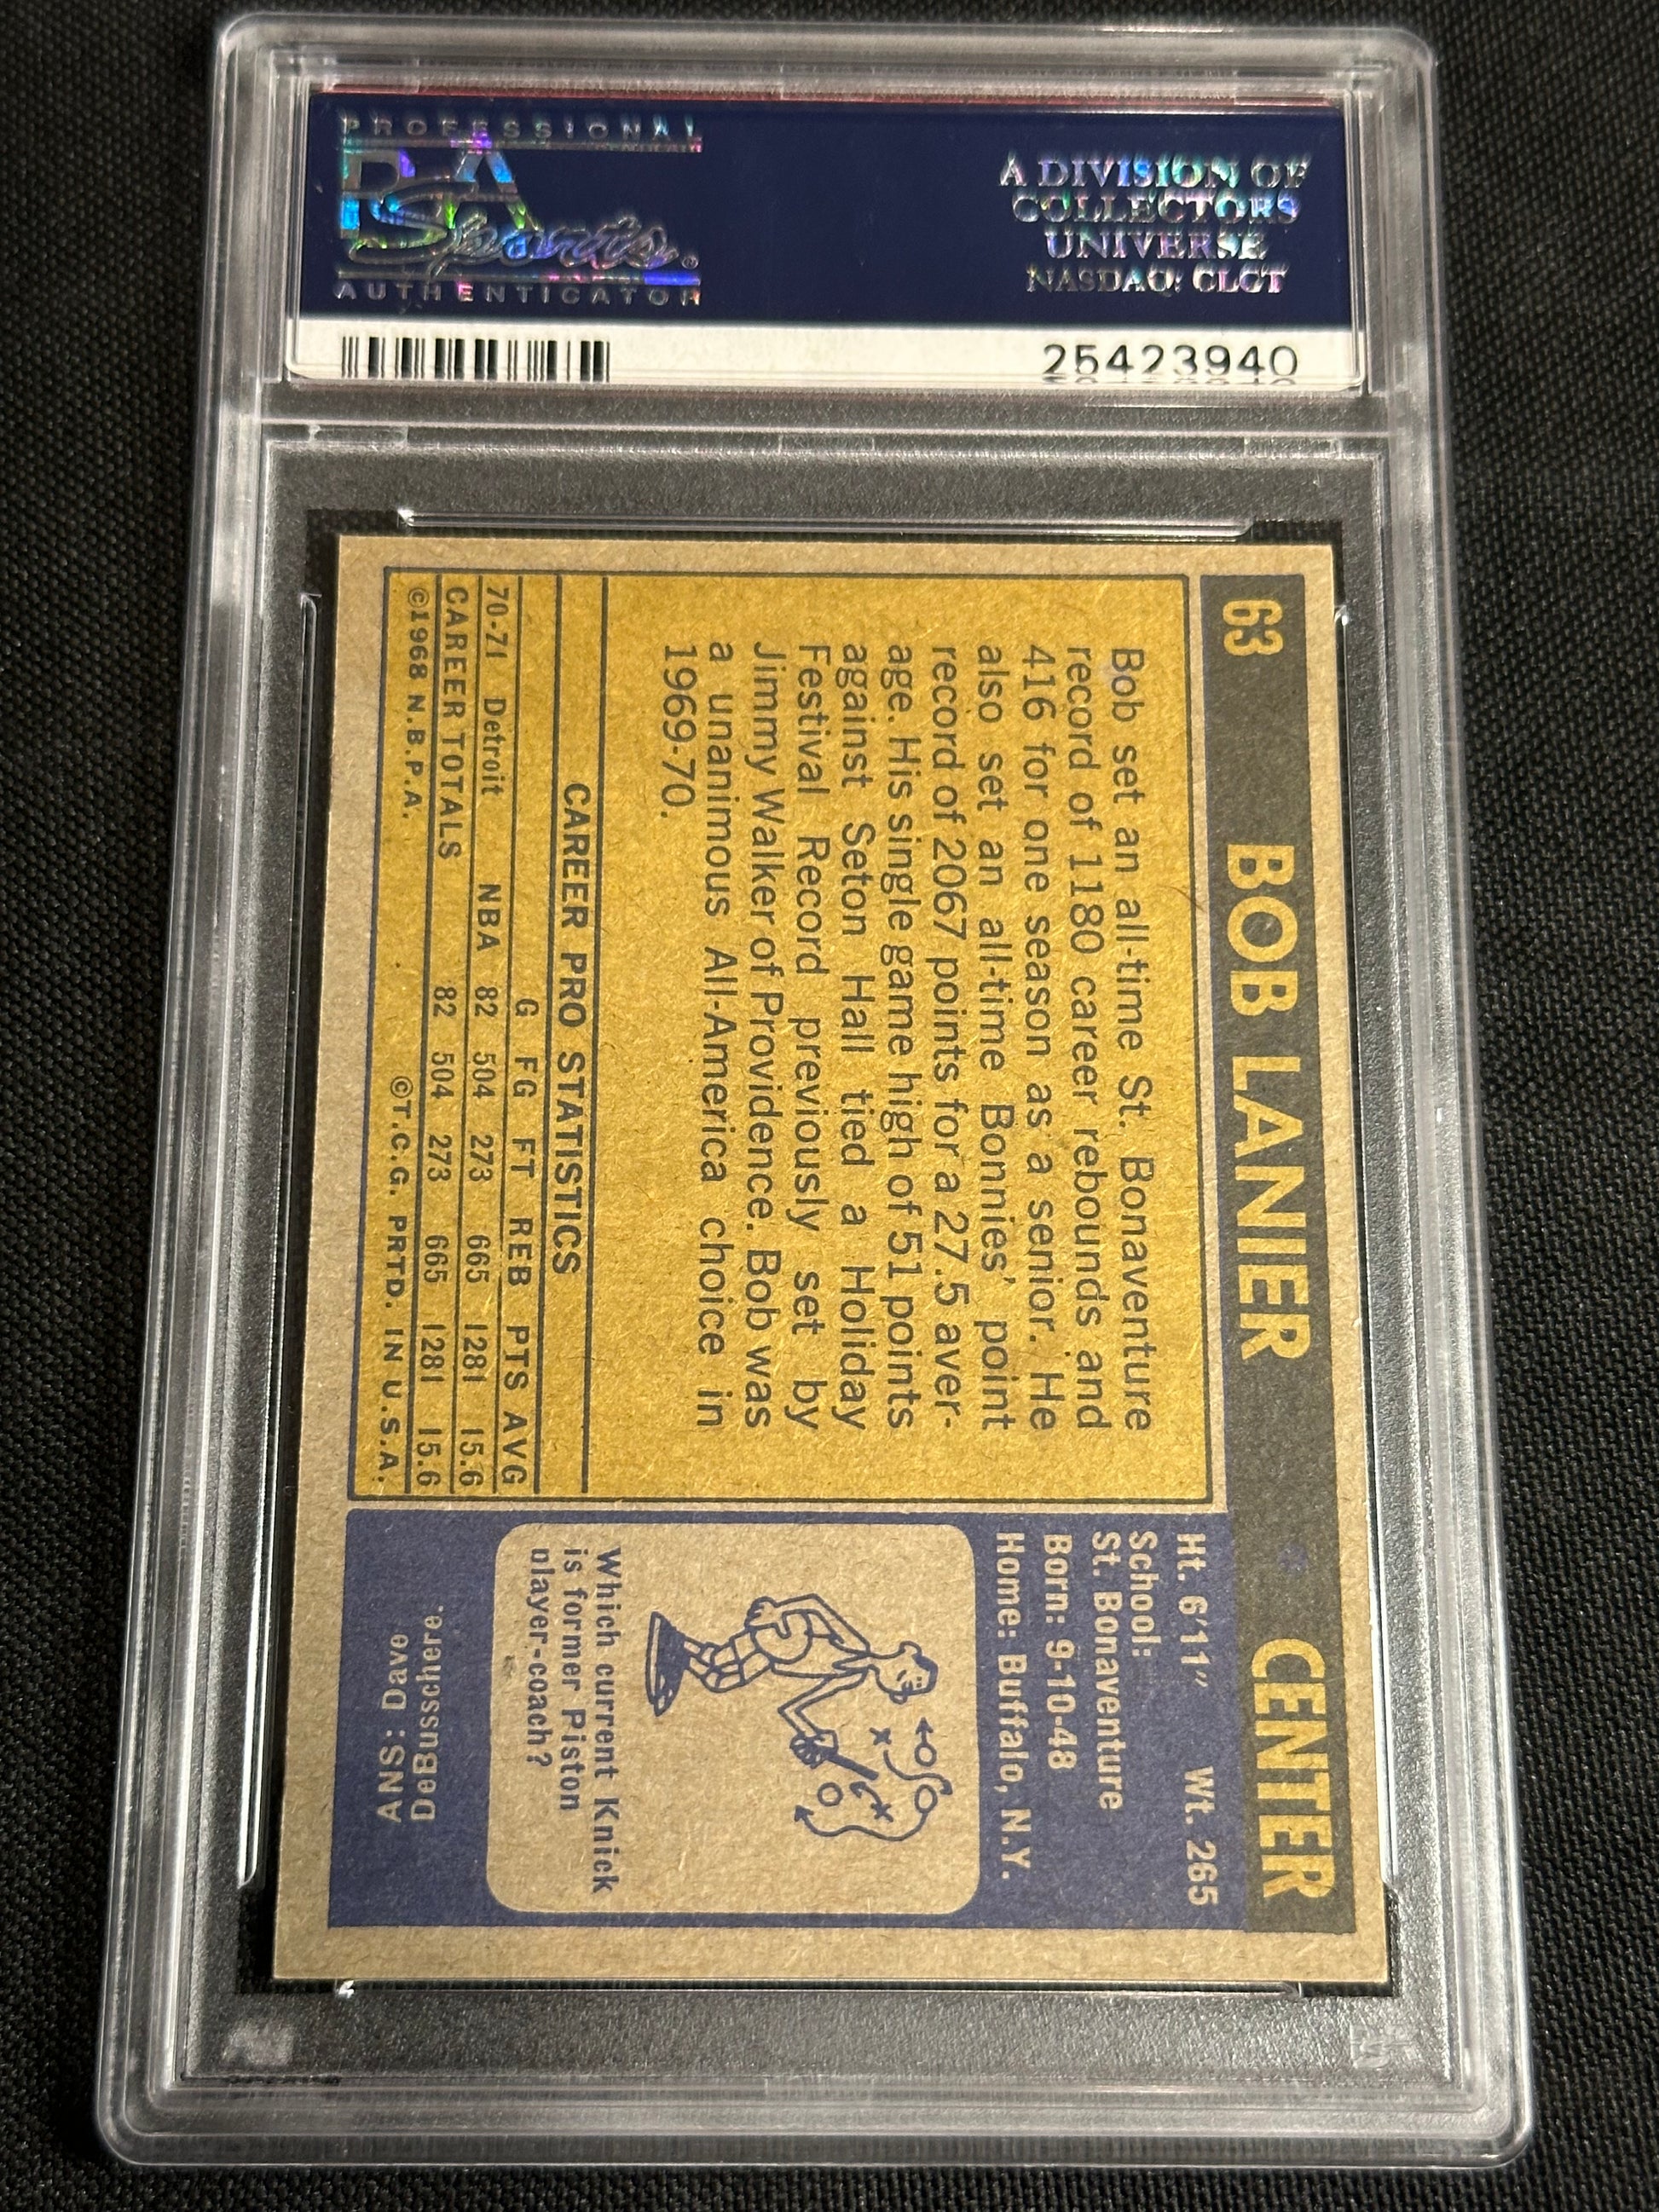 PROFESSIONAL
PSA
Sports®
AUTHENTICATOR
A DIVISION OF
COLLECTORS
UNIVERSE
NASDAQ: CLCT
25423940
63 BOB LANIER CENTER
Bob set an all-time St. Bonaventure
record of 1180 career rebounds and
416 for one season as a senior. He
also set an all-time Bonnies' point
record of 2067 points for a 27.5 aver-
age. His single game high of 51 points
against Seton Hall tied a Holiday
Festival Record previously set by
Jimmy Walker of Providence. Bob was
a unanimous All-America choice in
1969-70.
CAREER PRO STATISTICS
G FG FT REB PTS AVG
70-71 Detroit NBA 82 504 273 665 1281 15.6
CAREER TOTALS 82 504 273 665 1281 15.6
©1968 N.B.P.A. ©T.C.G. PRTD. IN U.S.A.
Ht. 6'11" Wt. 265
School:
St. Bonaventure
Born: 9-10-48
Home: Buffalo, N.Y.
Which current Knick
is former Piston
player-coach?
ANS: Dave
DeBusschere.